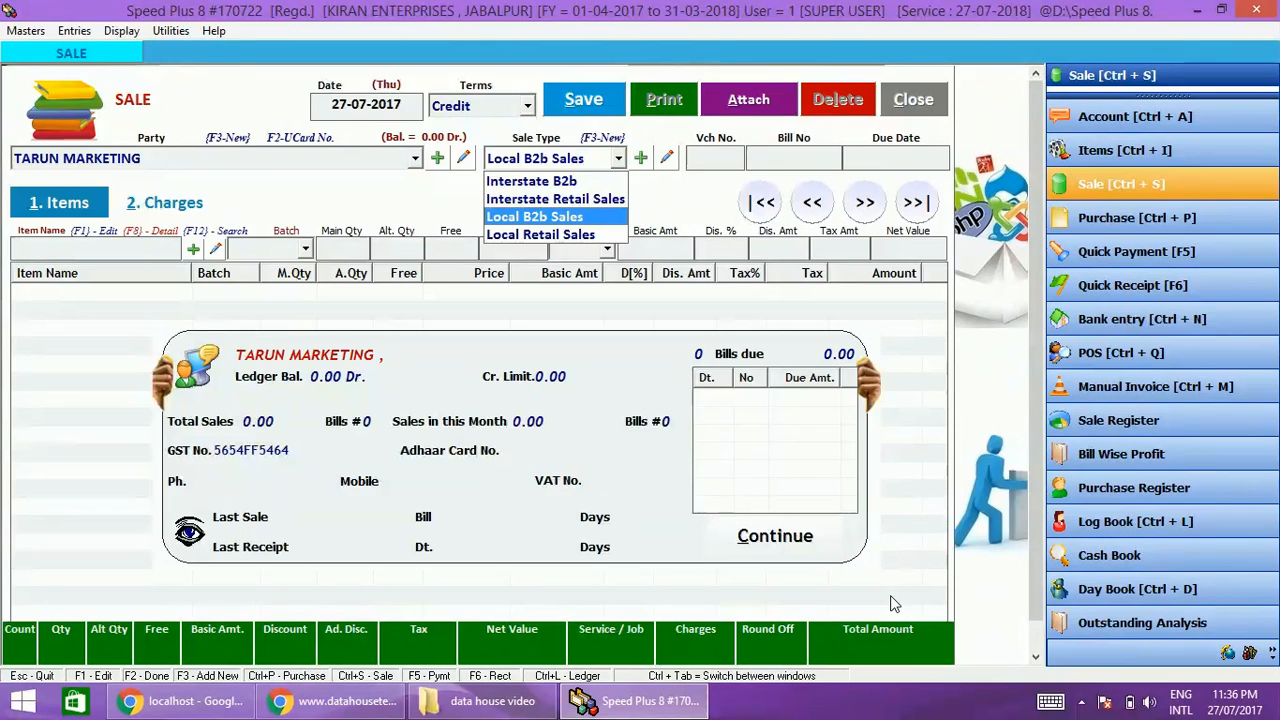 Speed Plus 8 #170722 [Regd.] [KIRAN ENTERPRISES , JABALPUR] [FY = 01-04-2017 to 31-03-2018] User = 1 [SUPER USER] [Service : 27-07-2018] @D:\Speed Plus 8.
Masters Entries Display Utilities Help
SALE
Sale [Ctrl + S]
SALE
Date (Thu) Terms
27-07-2017 Credit Save Print Attach Delete Close
Party {F3-New} F2-UCard No. (Bal. = 0.00 Dr.) Sale Type {F3-New} Vch No. Bill No Due Date
TARUN MARKETING Local B2b Sales
Interstate B2b
Interstate Retail Sales
Local B2b Sales
Local Retail Sales
1. Items 2. Charges |<< << >> >>|
Item Name {F1} - Edit {F8} - Detail {F12} - Search Batch Main Qty Alt. Qty Free Basic Amt Dis. % Dis. Amt Tax Amt Net Value
Item Name Batch M.Qty A.Qty Free Price Basic Amt D[%] Dis. Amt Tax% Tax Amount
TARUN MARKETING , 0 Bills due 0.00
Ledger Bal. 0.00 Dr. Cr. Limit. 0.00 Dt. No Due Amt.
Total Sales 0.00 Bills # 0 Sales in this Month 0.00 Bills # 0
GST No. 5654FF5464 Adhaar Card No.
Ph. Mobile VAT No.
Last Sale Bill Days
Last Receipt Dt. Days
Continue
Count Qty Alt Qty Free Basic Amt. Discount Ad. Disc. Tax Net Value Service / Job Charges Round Off Total Amount
Esc - Quit F1 - Edit F2 - Done F3 - Add New Ctrl+P - Purchase Ctrl+S - Sale F5 - Pymt F6 - Rect Ctrl+L - Ledger Ctrl + Tab = Switch between windows
Account [Ctrl + A]
Items [Ctrl + I]
Sale [Ctrl + S]
Purchase [Ctrl + P]
Quick Payment [F5]
Quick Receipt [F6]
Bank entry [Ctrl + N]
POS [Ctrl + Q]
Manual Invoice [Ctrl + M]
Sale Register
Bill Wise Profit
Purchase Register
Log Book [Ctrl + L]
Cash Book
Day Book [Ctrl + D]
Outstanding Analysis
php
localhost - Googl... www.datahousete... data house video Speed Plus 8 #170... ENG 11:36 PM
INTL 27/07/2017